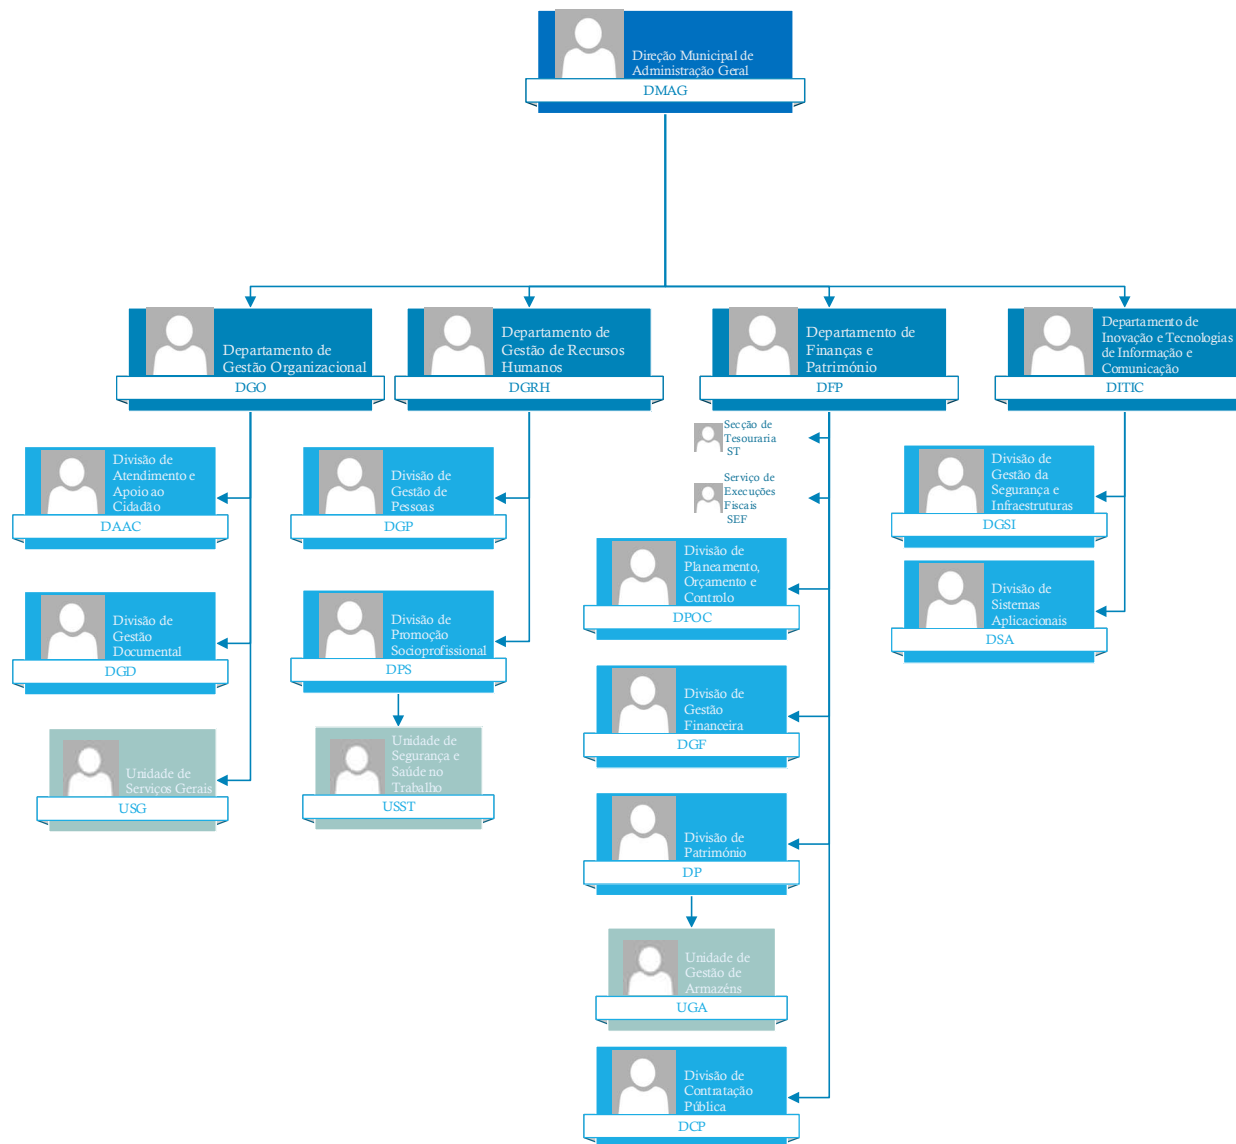 Direção Municipal de
Administração Geral
DMAG
Departamento de
Gestão Organizacional
DGO
Departamento de
Gestão de Recursos
Humanos
DGRH
Departamento de
Finanças e
Património
DFP
Departamento de
Inovação e Tecnologias
de Informação e
Comunicação
DITIC
Divisão de
Atendimento e
Apoio ao
Cidadão
DAAC
Divisão de
Gestão
Documental
DGD
Unidade de
Serviços Gerais
USG
Divisão de
Gestão de
Pessoas
DGP
Divisão de
Promoção
Socioprofissional
DPS
Unidade de
Segurança e
Saúde no
Trabalho
USST
Secção de
Tesouraria
ST
Serviço de
Execuções
Fiscais
SEF
Divisão de
Planeamento,
Orçamento e
Controlo
DPOC
Divisão de
Gestão
Financeira
DGF
Divisão de
Património
DP
Unidade de
Gestão de
Armazéns
UGA
Divisão de
Contratação
Pública
DCP
Divisão de
Gestão da
Segurança e
Infraestruturas
DGSI
Divisão de
Sistemas
Aplicacionais
DSA